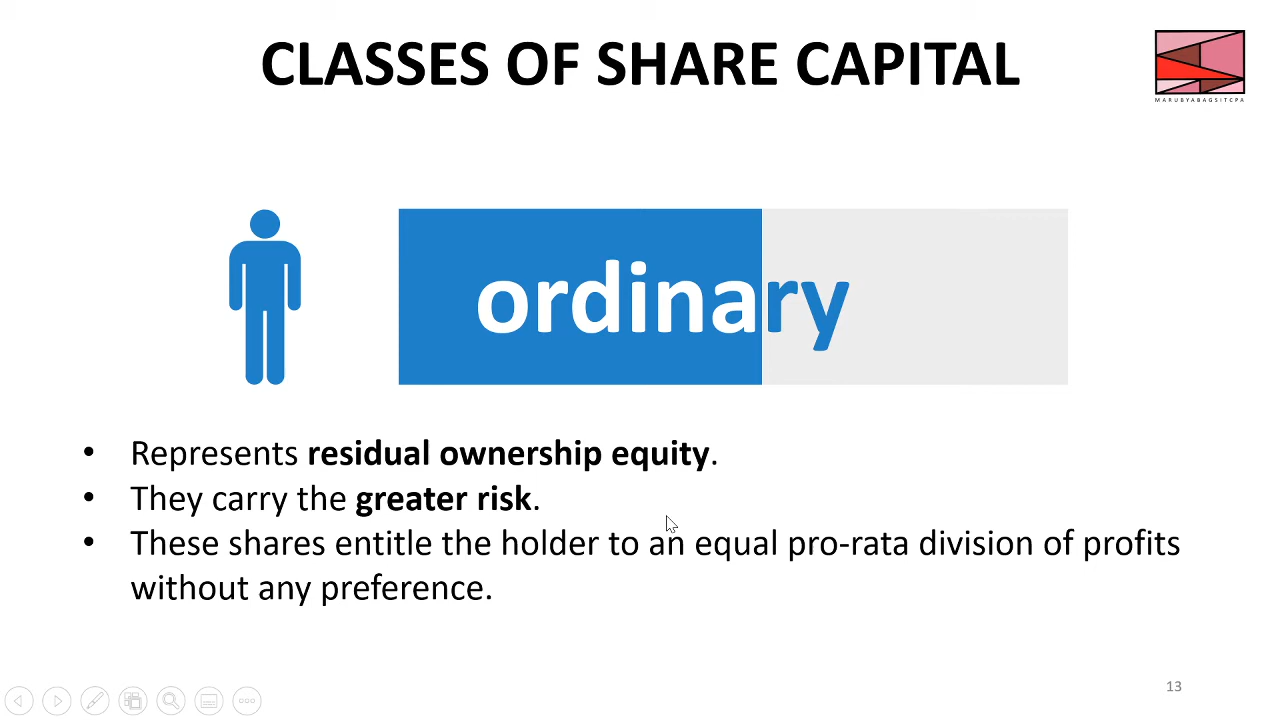 CLASSES OF SHARE CAPITAL
MARUBYABAGSITCPA
ordinary
• Represents residual ownership equity.
• They carry the greater risk.
• These shares entitle the holder to an equal pro-rata division of profits
without any preference.
13